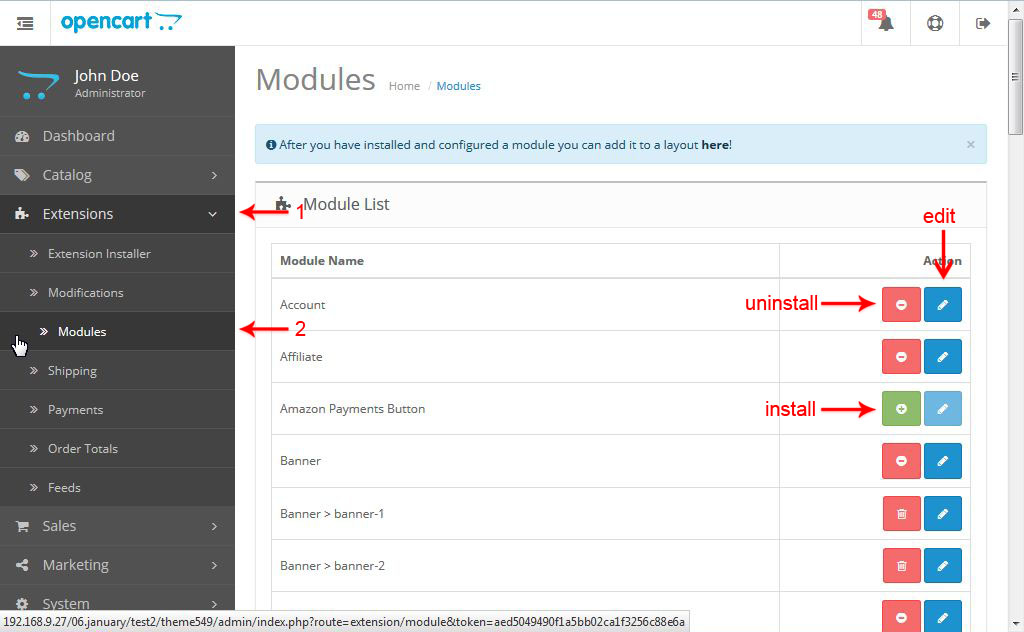 opencart
48
John Doe
Administrator
Dashboard
Catalog
Extensions
Extension Installer
Modifications
Modules
Shipping
Payments
Order Totals
Feeds
Sales
Marketing
System
Modules Home / Modules
After you have installed and configured a module you can add it to a layout here! ×
1
Module List
edit
Module Name Action
Account uninstall
2
Affiliate
Amazon Payments Button install
Banner
Banner > banner-1
Banner > banner-2
192.168.9.27/06.january/test2/theme549/admin/index.php?route=extension/module&token=aed5049490f1a5bb02ca1f3256c88e6a